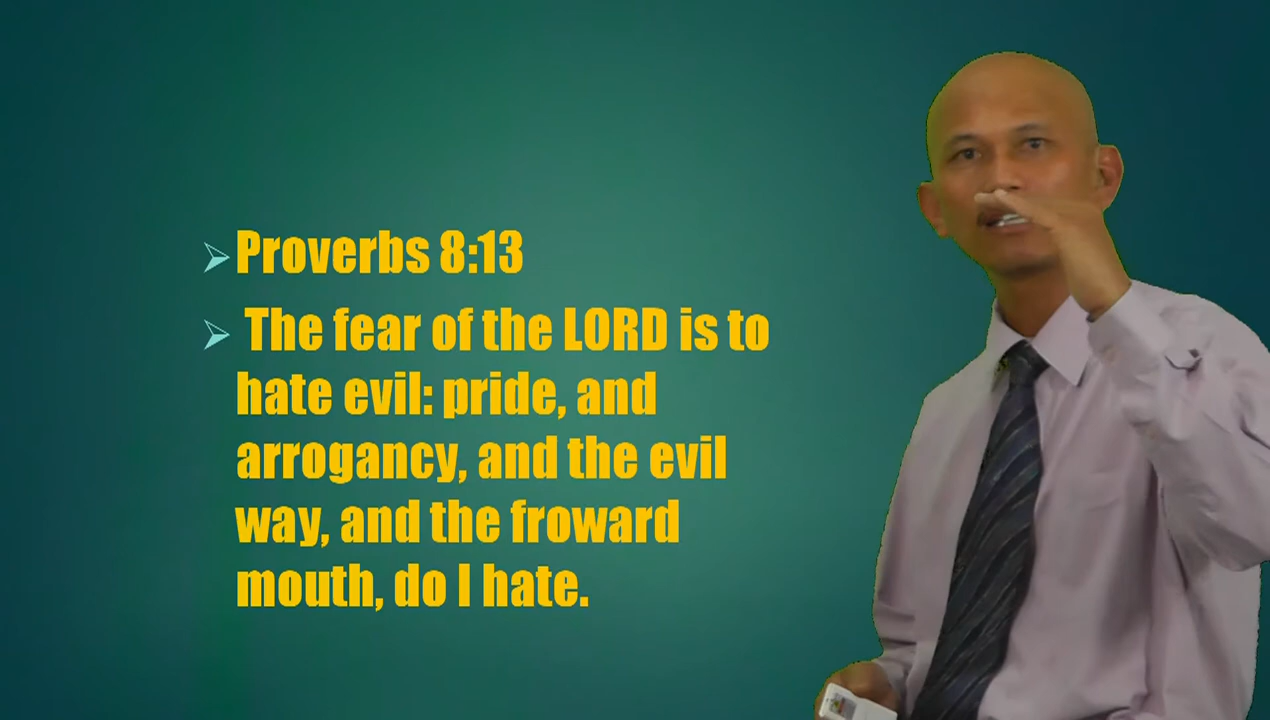 Proverbs 8:13
The fear of the LORD is to
hate evil: pride, and
arrogancy, and the evil
way, and the froward
mouth, do I hate.